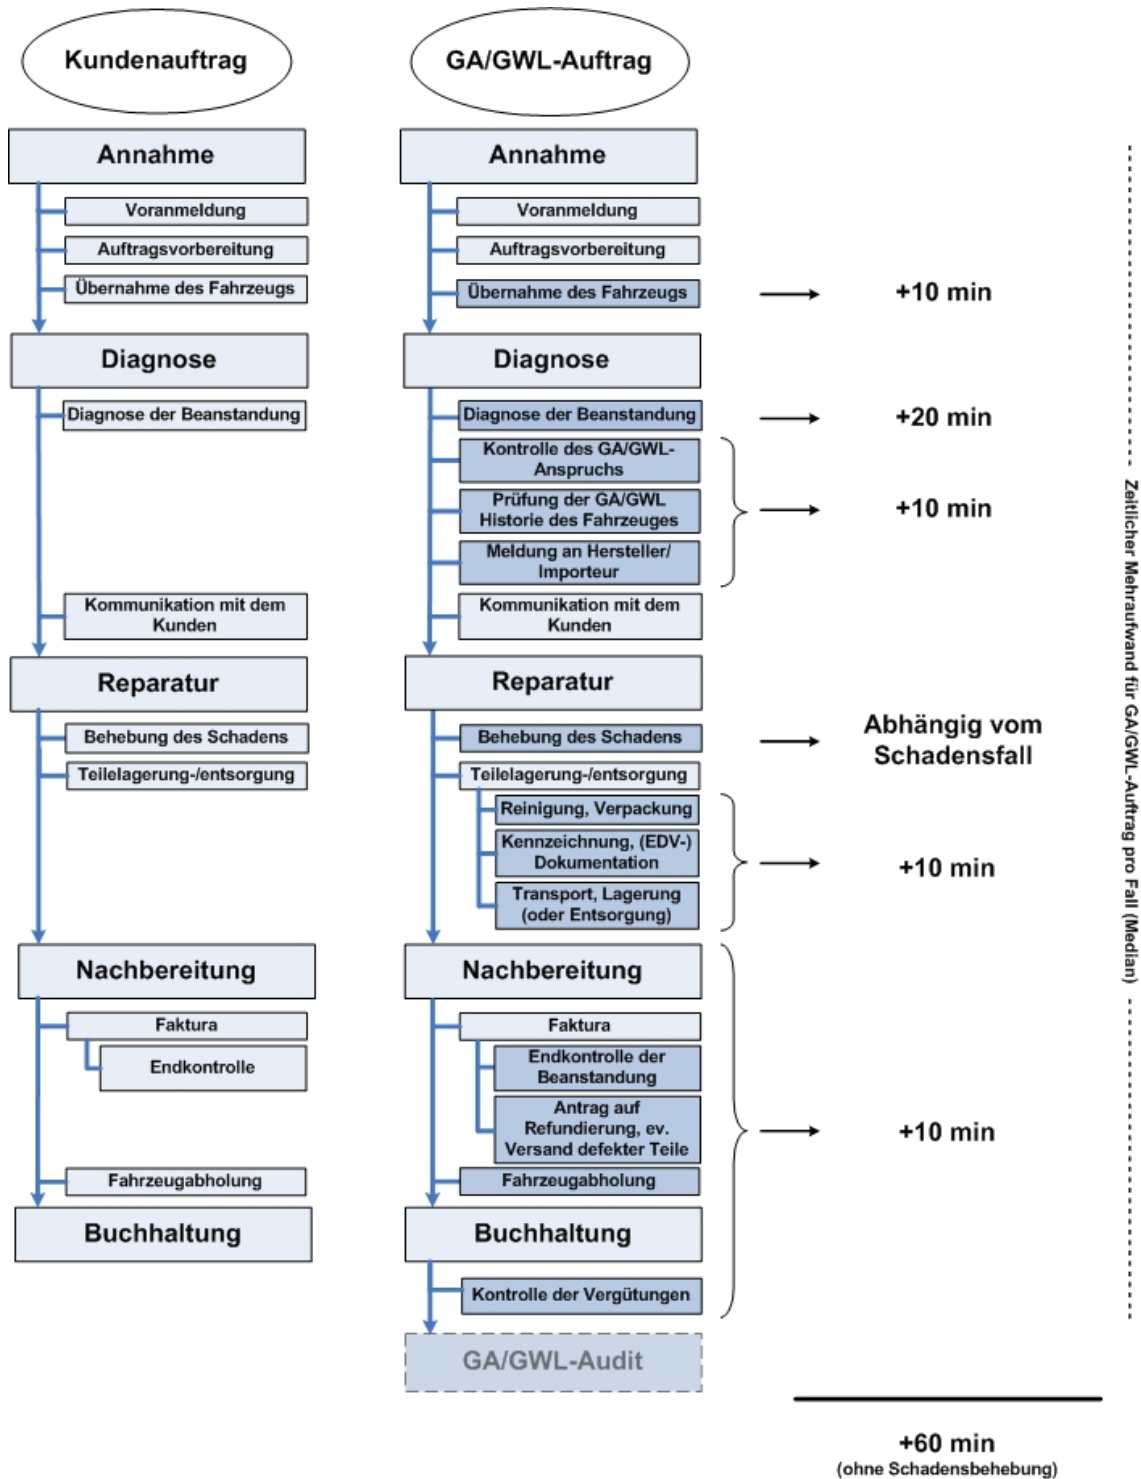 Kundenauftrag
GA/GWL-Auftrag
Annahme
Voranmeldung
Auftragsvorbereitung
Übernahme des Fahrzeugs
Diagnose
Diagnose der Beanstandung
Kommunikation mit dem
Kunden
Reparatur
Behebung des Schadens
Teilelagerung-/entsorgung
Nachbereitung
Faktura
Endkontrolle
Fahrzeugabholung
Buchhaltung
Annahme
Voranmeldung
Auftragsvorbereitung
Übernahme des Fahrzeugs
Diagnose
Diagnose der Beanstandung
Kontrolle des GA/GWL-
Anspruchs
Prüfung der GA/GWL
Historie des Fahrzeuges
Meldung an Hersteller/
Importeur
Kommunikation mit dem
Kunden
Reparatur
Behebung des Schadens
Teilelagerung-/entsorgung
Reinigung, Verpackung
Kennzeichnung, (EDV-)
Dokumentation
Transport, Lagerung
(oder Entsorgung)
Nachbereitung
Faktura
Endkontrolle der
Beanstandung
Antrag auf
Refundierung, ev.
Versand defekter Teile
Fahrzeugabholung
Buchhaltung
Kontrolle der Vergütungen
GA/GWL-Audit
+10 min
+20 min
+10 min
Abhängig vom
Schadensfall
+10 min
+10 min
+60 min
(ohne Schadensbehebung)
Zeitlicher Mehraufwand für GA/GWL-Auftrag pro Fall (Median)